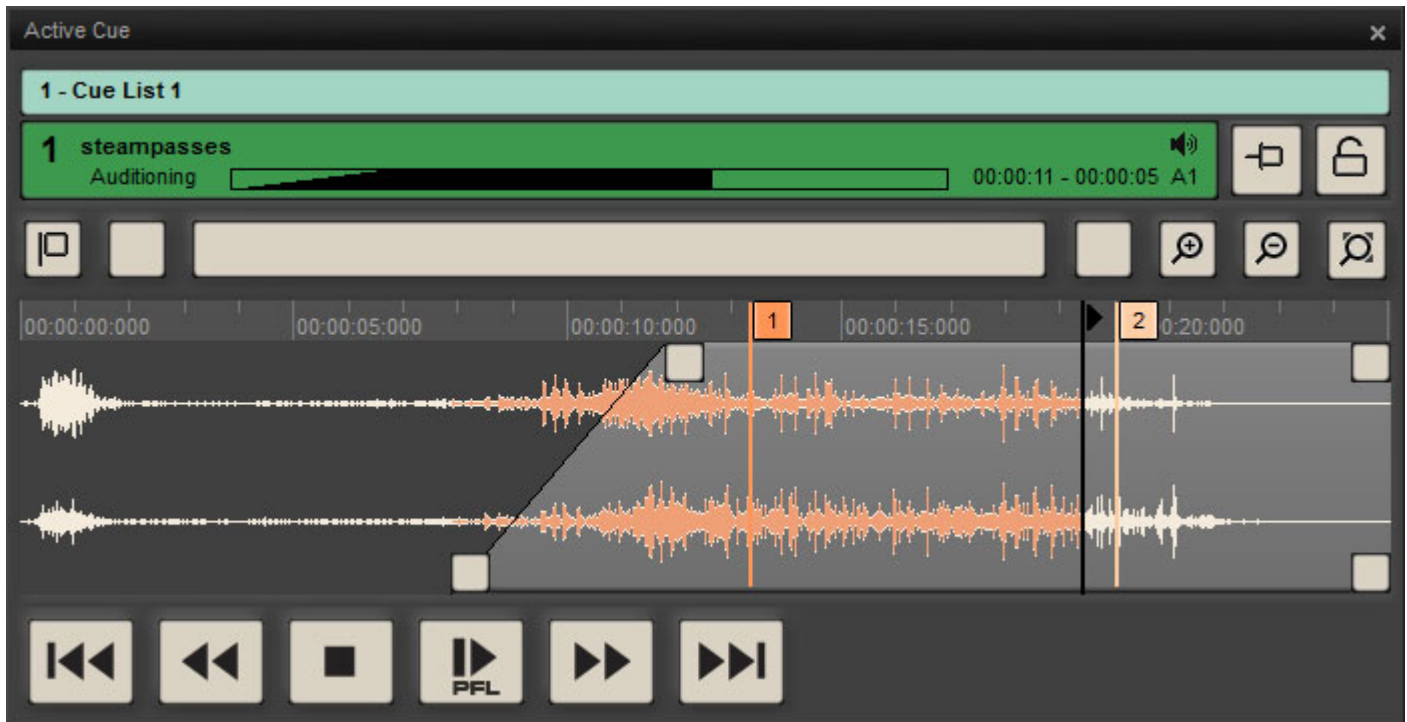 Active Cue
1 - Cue List 1
1 steampasses
Auditioning 00:00:11 - 00:00:05 A1
00:00:00:000 00:00:05:000 00:00:10:000 1 00:00:15:000 2 0:20:000
PFL